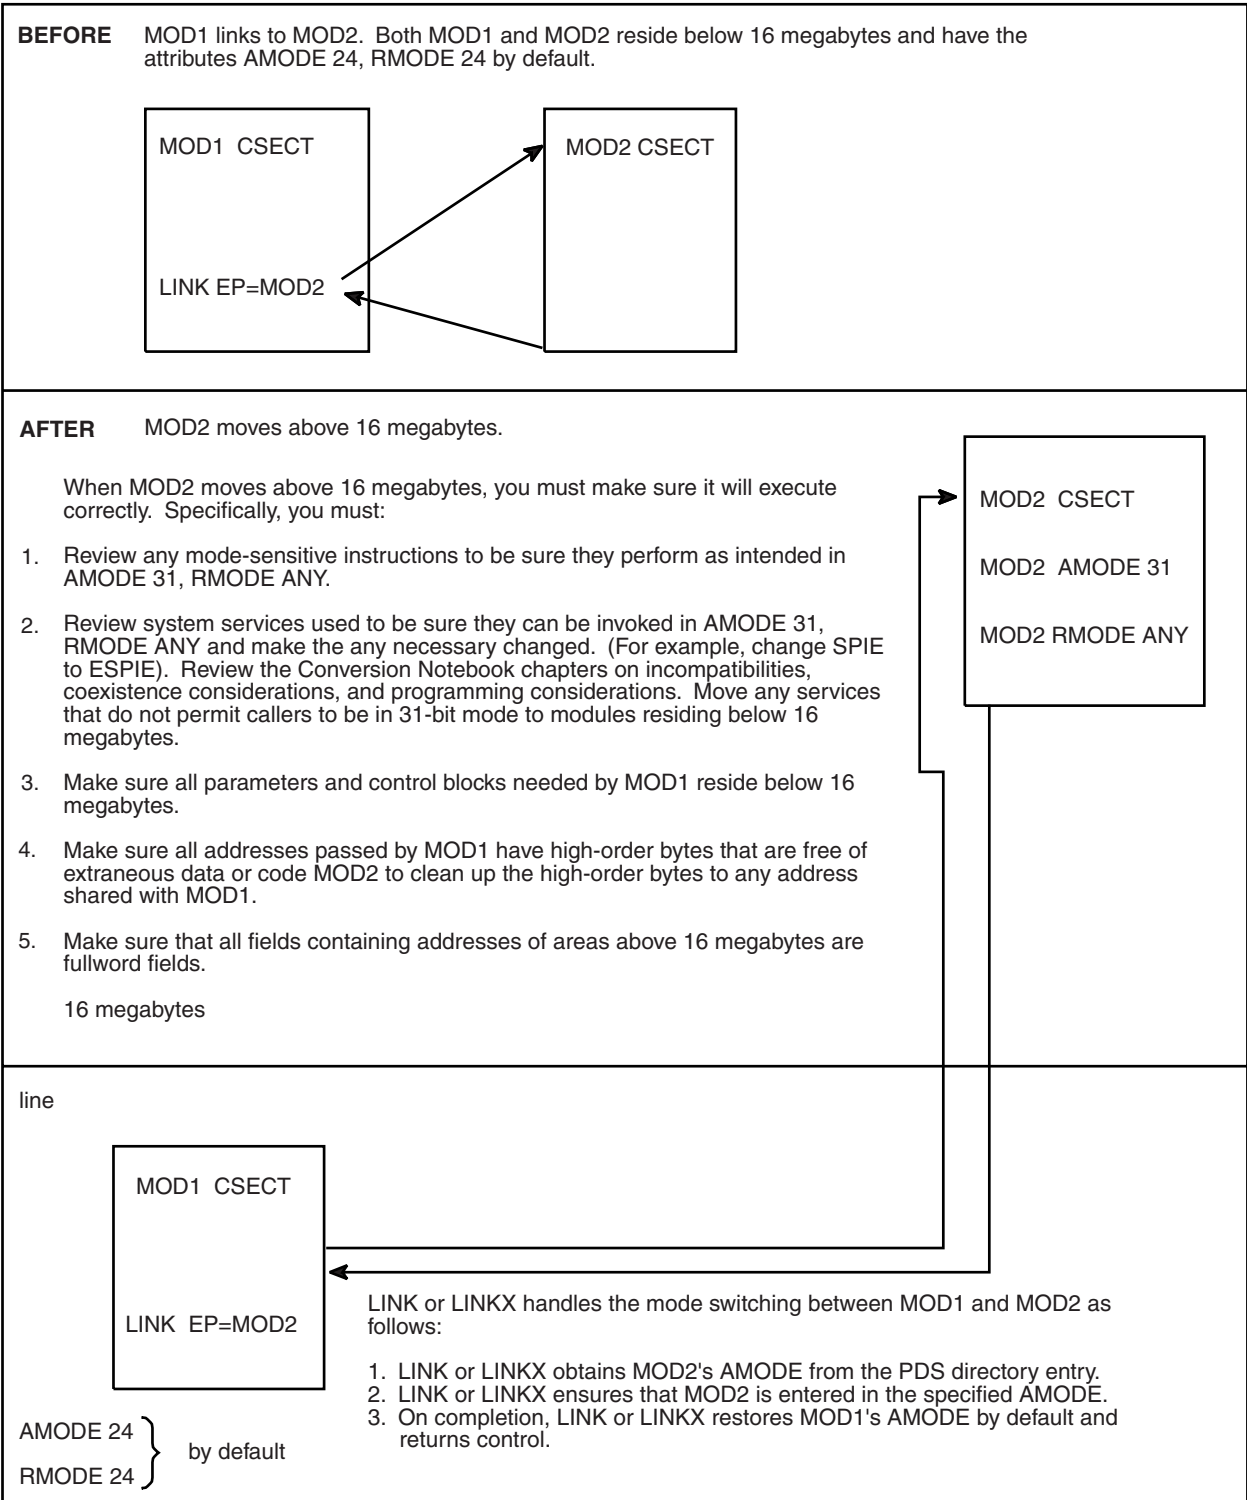 BEFORE MOD1 links to MOD2. Both MOD1 and MOD2 reside below 16 megabytes and have the
attributes AMODE 24, RMODE 24 by default.
MOD1 CSECT
MOD2 CSECT
LINK EP=MOD2
AFTER MOD2 moves above 16 megabytes.
When MOD2 moves above 16 megabytes, you must make sure it will execute
correctly. Specifically, you must:
1. Review any mode-sensitive instructions to be sure they perform as intended in
AMODE 31, RMODE ANY.
2. Review system services used to be sure they can be invoked in AMODE 31,
RMODE ANY and make the any necessary changed. (For example, change SPIE
to ESPIE). Review the Conversion Notebook chapters on incompatibilities,
coexistence considerations, and programming considerations. Move any services
that do not permit callers to be in 31-bit mode to modules residing below 16
megabytes.
3. Make sure all parameters and control blocks needed by MOD1 reside below 16
megabytes.
4. Make sure all addresses passed by MOD1 have high-order bytes that are free of
extraneous data or code MOD2 to clean up the high-order bytes to any address
shared with MOD1.
5. Make sure that all fields containing addresses of areas above 16 megabytes are
fullword fields.
16 megabytes
MOD2 CSECT
MOD2 AMODE 31
MOD2 RMODE ANY
line
MOD1 CSECT
LINK EP=MOD2
AMODE 24
RMODE 24
by default
LINK or LINKX handles the mode switching between MOD1 and MOD2 as
follows:
1. LINK or LINKX obtains MOD2's AMODE from the PDS directory entry.
2. LINK or LINKX ensures that MOD2 is entered in the specified AMODE.
3. On completion, LINK or LINKX restores MOD1's AMODE by default and
returns control.